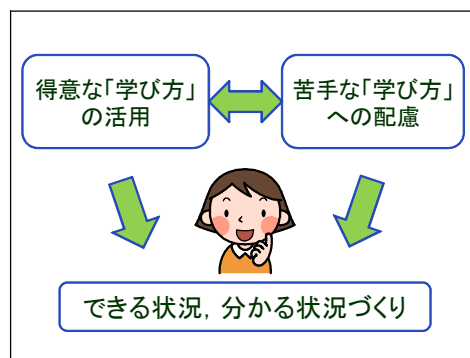 得意な「学び方」
の活用
苦手な「学び方」
への配慮
できる状況，分かる状況づくり